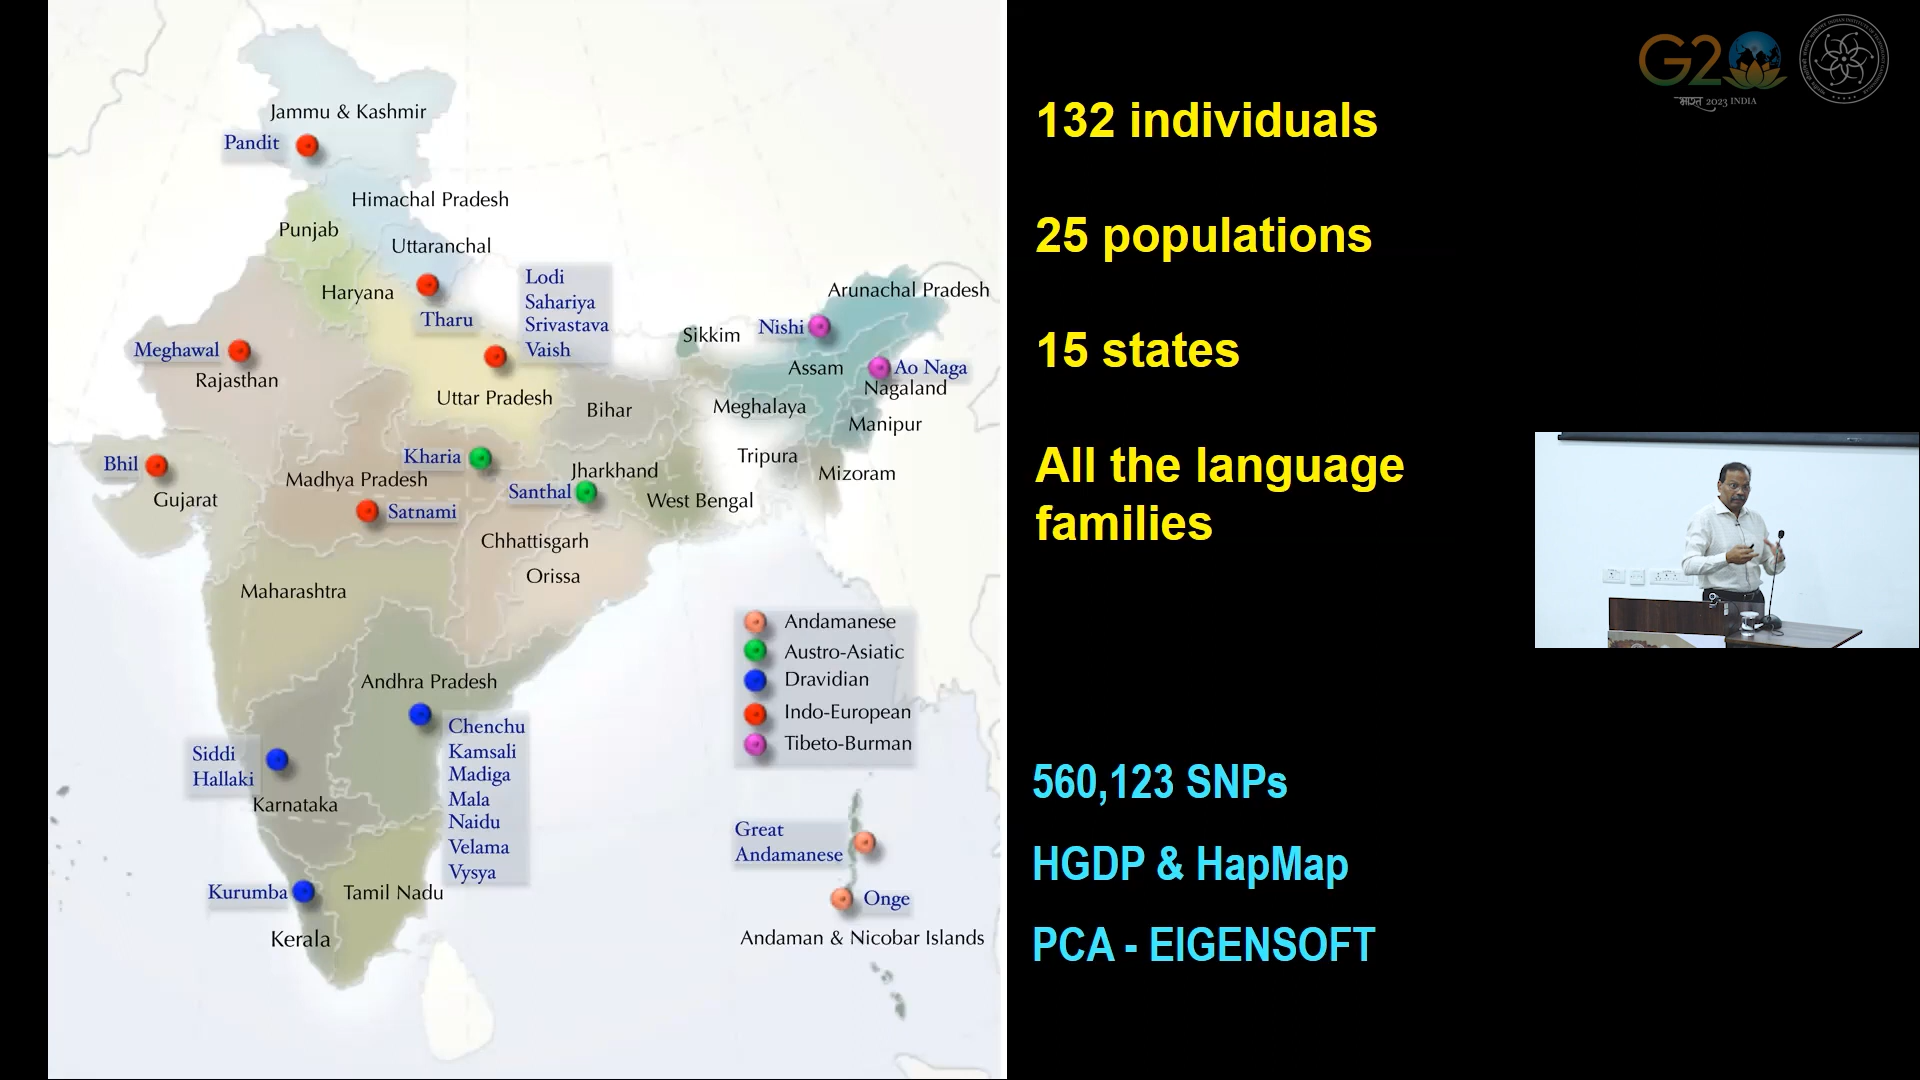 Jammu & Kashmir
Pandit
Himachal Pradesh
Punjab
Uttaranchal
Haryana
Tharu
Lodi
Sahariya
Srivastava
Vaish
Arunachal Pradesh
Sikkim
Nishi
Meghawal
Rajasthan
Assam
Ao Naga
Nagaland
Uttar Pradesh
Bihar
Meghalaya
Manipur
Kharia
Tripura
Bhil
Madhya Pradesh
Jharkhand
Mizoram
Gujarat
Santhal
West Bengal
Satnami
Chhattisgarh
Orissa
Maharashtra
Andamanese
Austro-Asiatic
Dravidian
Indo-European
Tibeto-Burman
Andhra Pradesh
Chenchu
Kamsali
Madiga
Mala
Naidu
Velama
Vysya
Siddi
Hallaki
Karnataka
Great
Andamanese
Kurumba
Tamil Nadu
Onge
Kerala
Andaman & Nicobar Islands
132 individuals
25 populations
15 states
All the language
families
560,123 SNPs
HGDP & HapMap
PCA - EIGENSOFT
G20
भारत 2023 INDIA